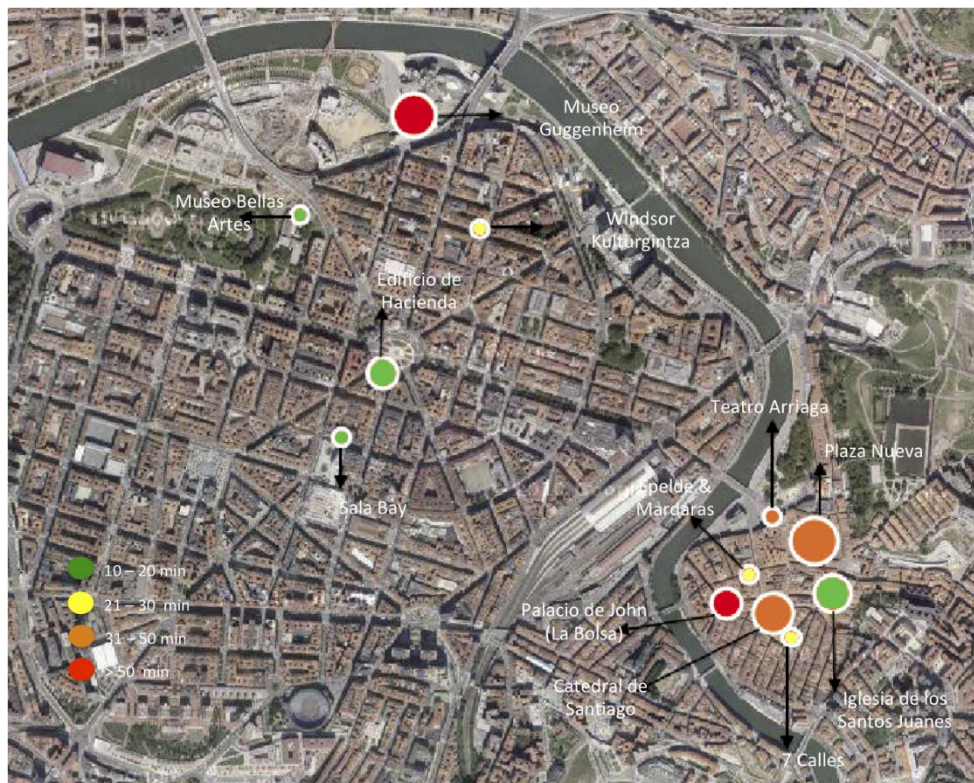 Museo
Guggenheim
Museo Bellas
Artes
Windsor
Kulturgintza
Edificio de
Hacienda
Teatro Arriaga
Plaza Nueva
Spelde &
Mardaras
Sala Bay
10 – 20 min
21 – 30 min
31 – 50 min
> 50 min
Palacio de John
(La Bolsa)
Catedral de
Santiago
Iglesia de los
Santos Juanes
7 Calles